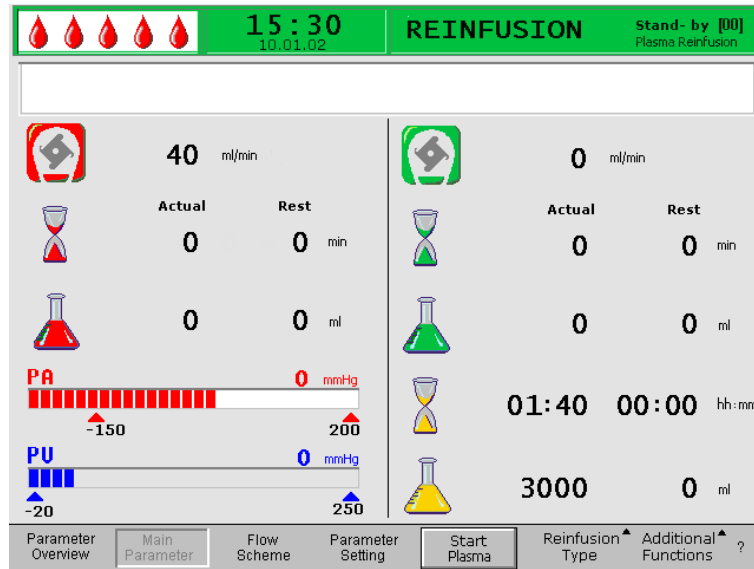 15:30
10.01.02
REINFUSION
Stand- by [00]
Plasma Reinfusion
40 ml/min
Actual Rest
0 0 min
0 0 ml
PA 0 mmHg
-150 200
PU 0 mmHg
-20 250
0 ml/min
Actual Rest
0 0 min
0 0 ml
01:40 00:00 hh:mm
3000 0 ml
Parameter Overview
Main Parameter
Flow Scheme
Parameter Setting
Start Plasma
Reinfusion Type
Additional Functions
?